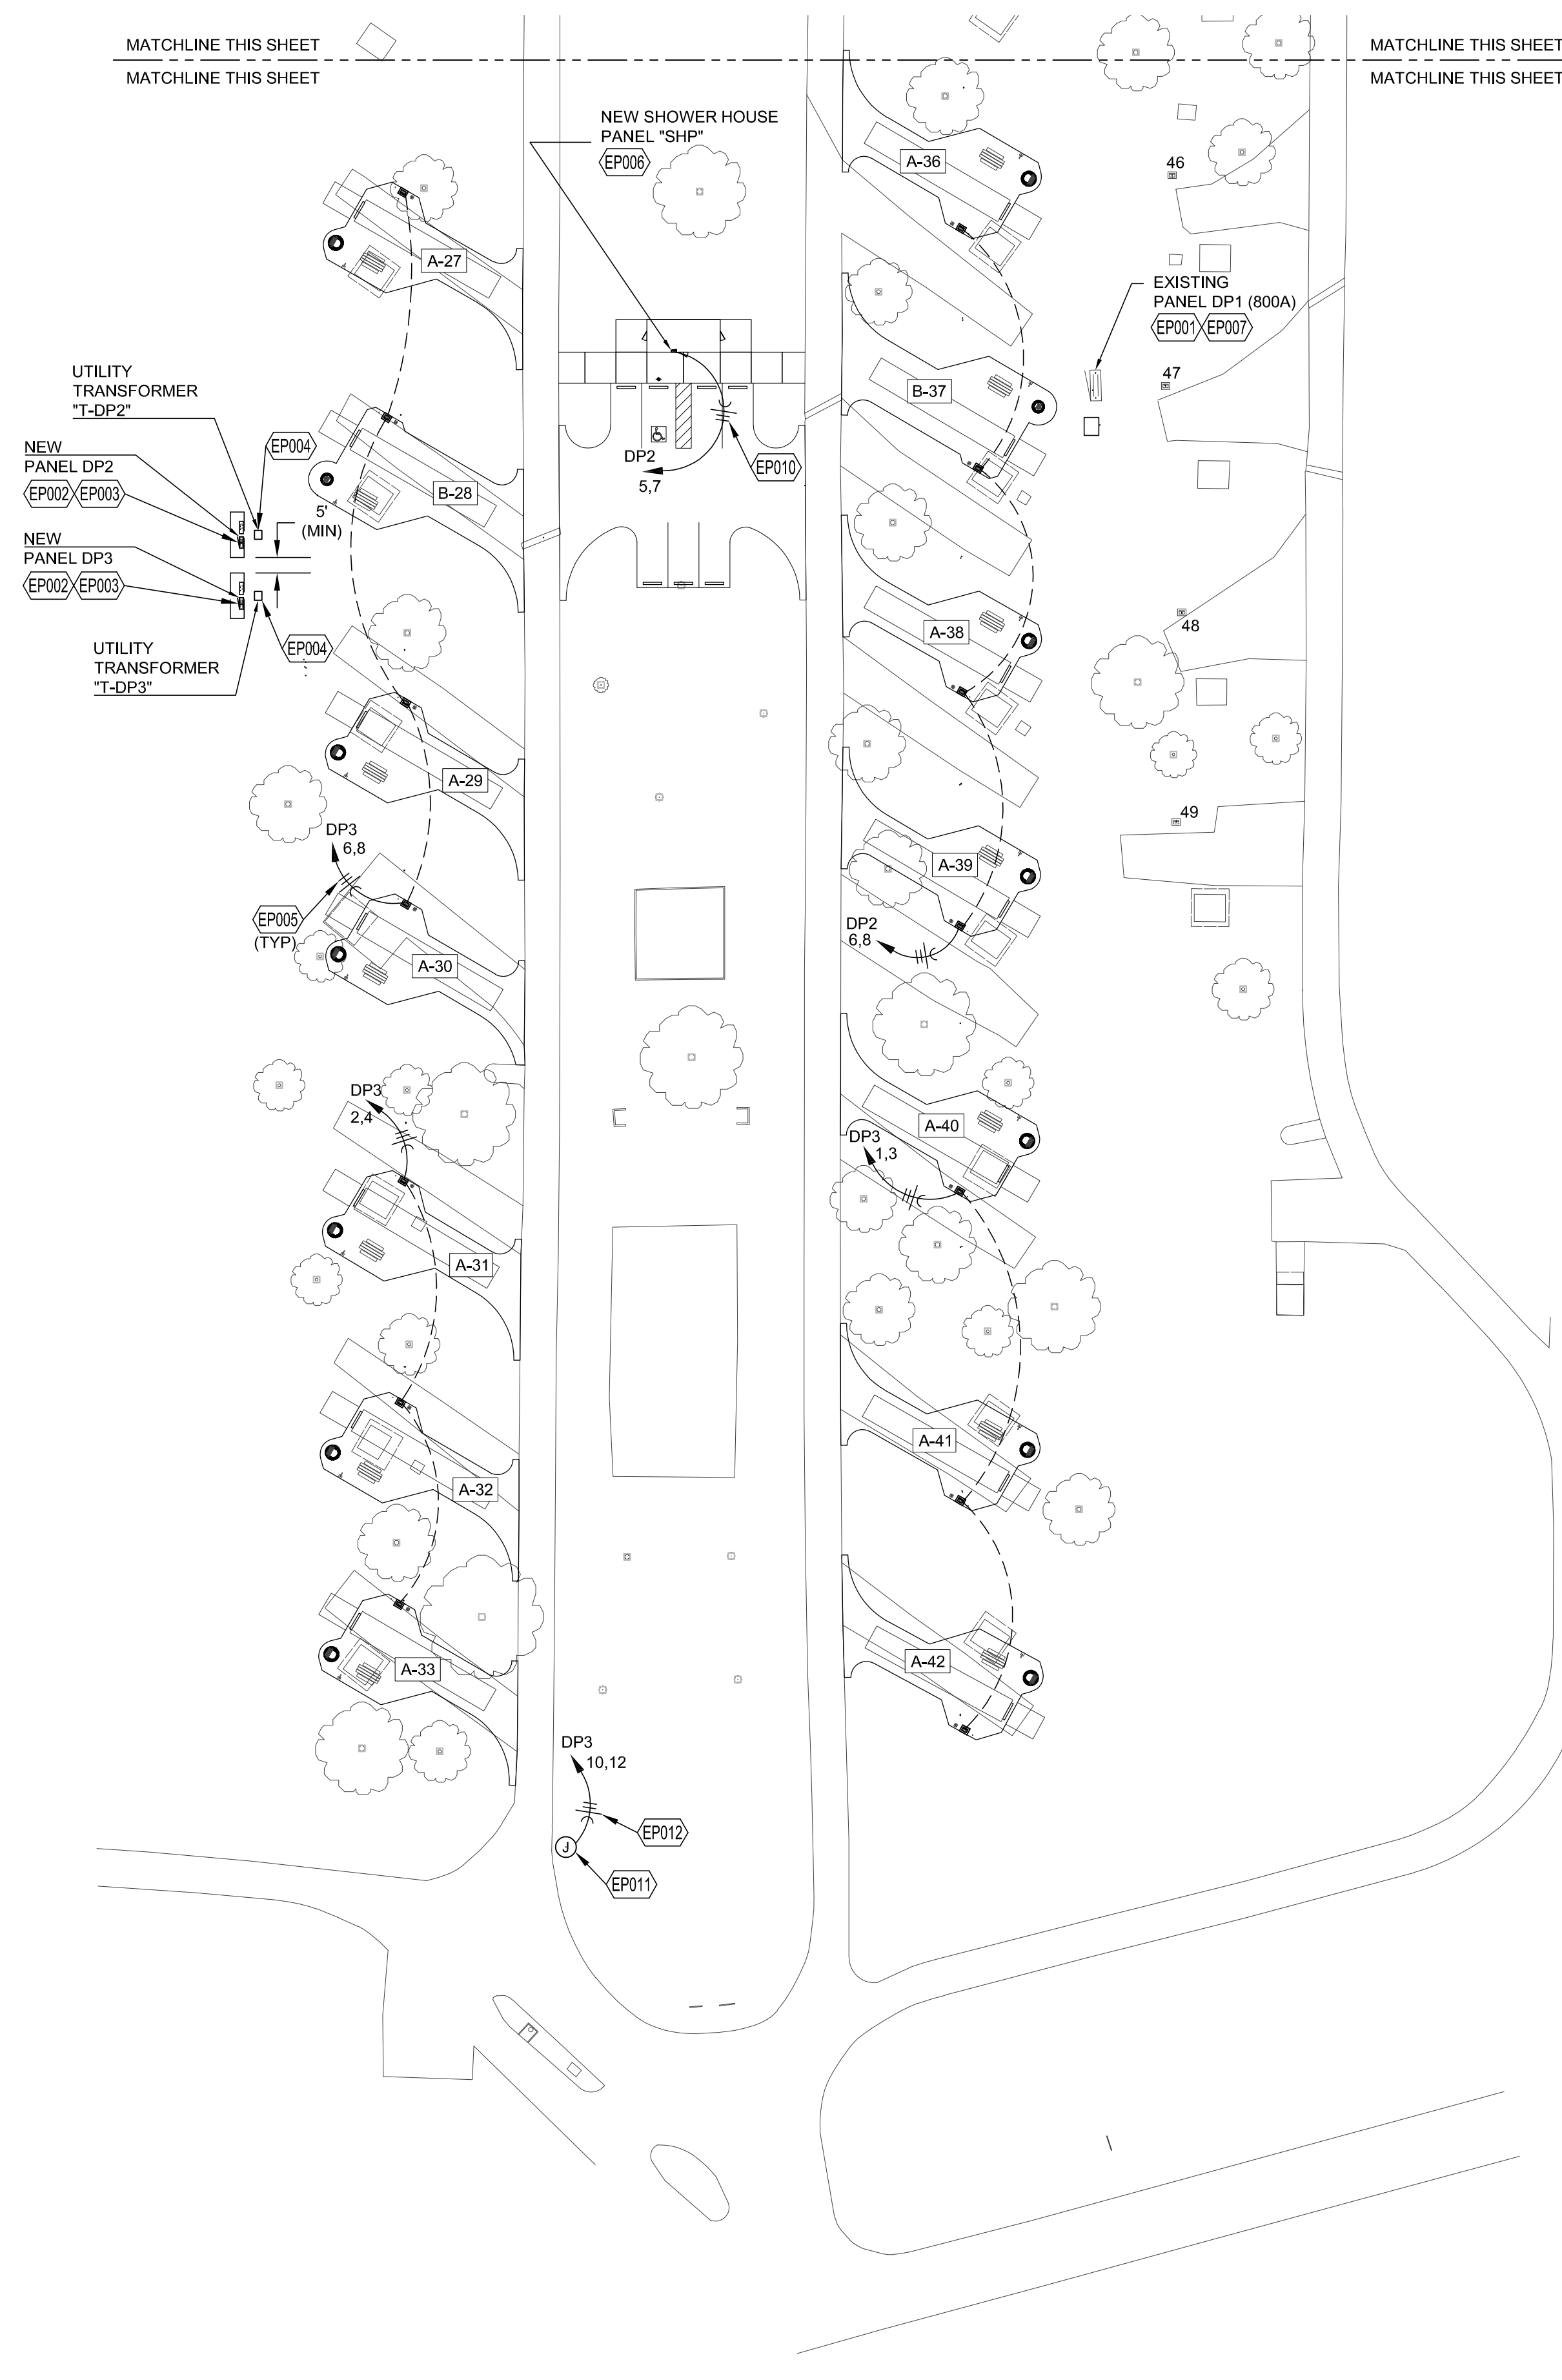 MATCHLINE THIS SHEET
MATCHLINE THIS SHEET
MATCHLINE THIS SHEET
MATCHLINE THIS SHEET
NEW SHOWER HOUSE
PANEL "SHP"
EP006
A-36
46
A-27
EXISTING
PANEL DP1 (800A)
EP001
EP007
UTILITY
TRANSFORMER
"T-DP2"
B-37
47
NEW
PANEL DP2
EP002
EP003
EP004
B-28
5'
(MIN)
DP2
5,7
EP010
NEW
PANEL DP3
EP002
EP003
EP004
UTILITY
TRANSFORMER
"T-DP3"
A-38
48
A-29
DP3
6,8
EP005
(TYP)
A-30
A-39
49
DP2
6,8
DP3
2,4
A-40
DP3
1,3
A-31
A-32
A-41
A-33
A-42
DP3
10,12
EP012
J
EP011